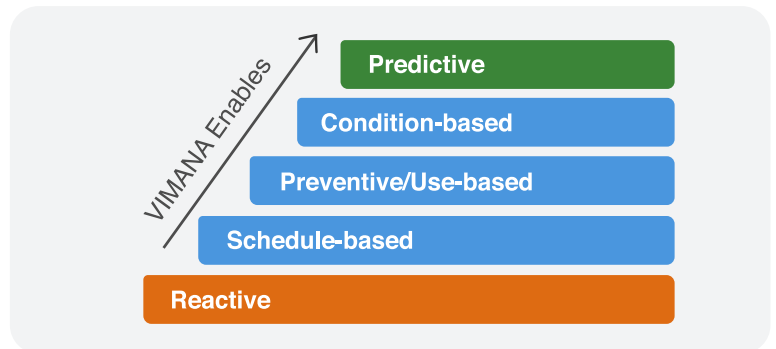 VIMANA Enables
Predictive
Condition-based
Preventive/Use-based
Schedule-based
Reactive